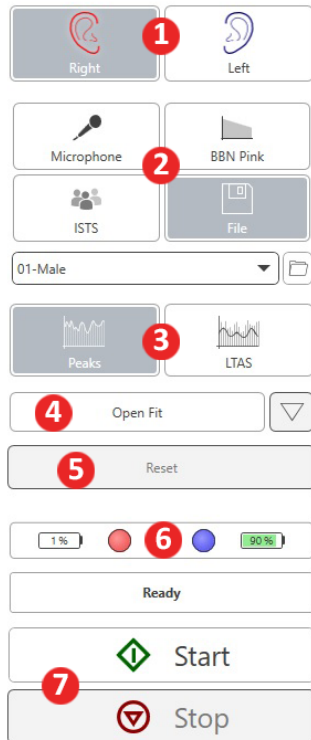 1
Right Left
Microphone BBN Pink
2
ISTS File
01-Male
3
Peaks LTAS
4 Open Fit
5 Reset
1 % 6 90 %
Ready
Start
7
Stop